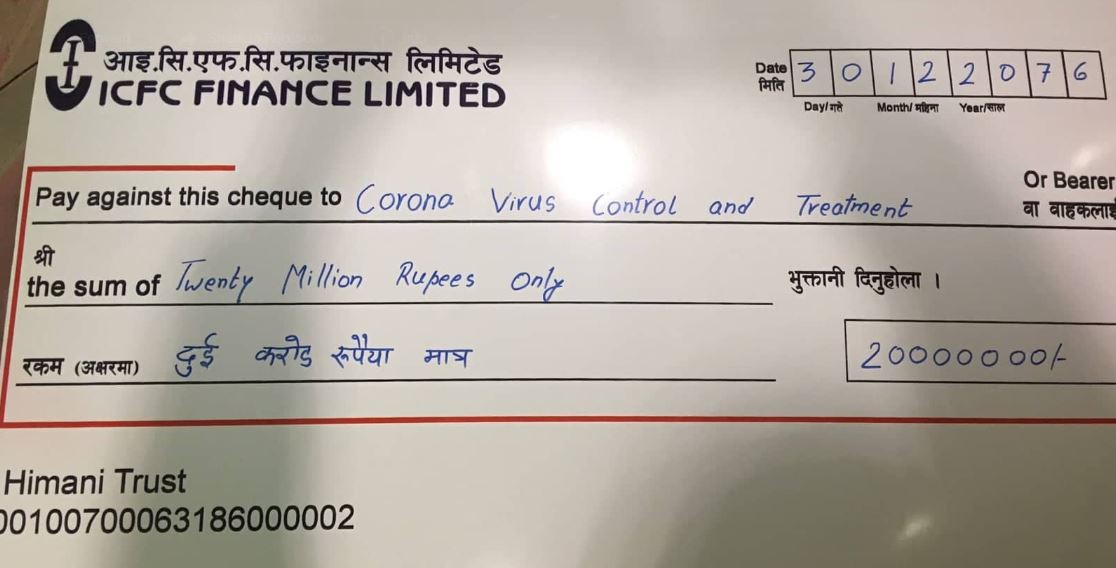 आइ.सि.एफ.सि.फाइनान्स लिमिटेड
ICFC FINANCE LIMITED
Date 3 0 1 2 2 0 7 6
मिति
Day/गते Month/महिना Year/साल
Pay against this cheque to Corona Virus Control and Treatment Or Bearer
वा वाहकलाई
श्री
the sum of Twenty Million Rupees Only भुक्तानी दिनुहोला ।
रकम (अक्षरमा) दुई करोड रूपैया मात्र 20000000/-
Himani Trust
00100700063186000002